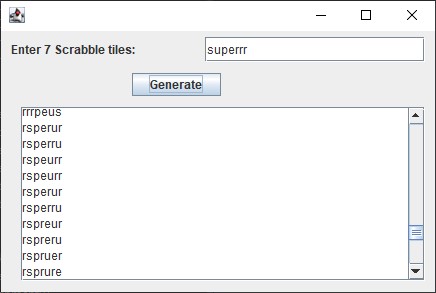 Enter 7 Scrabble tiles: superrr
Generate
rrrpeus
rsperur
rsperru
rspeurr
rspeurr
rsperur
rsperru
rspreur
rspreru
rspruer
rsprure